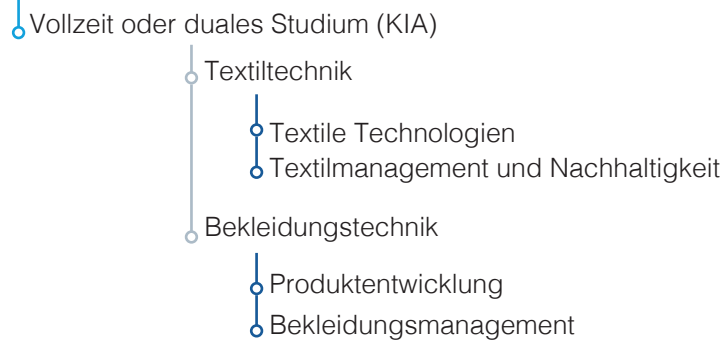 Vollzeit oder duales Studium (KIA)
Textiltechnik
Textile Technologien
Textilmanagement und Nachhaltigkeit
Bekleidungstechnik
Produktentwicklung
Bekleidungsmanagement